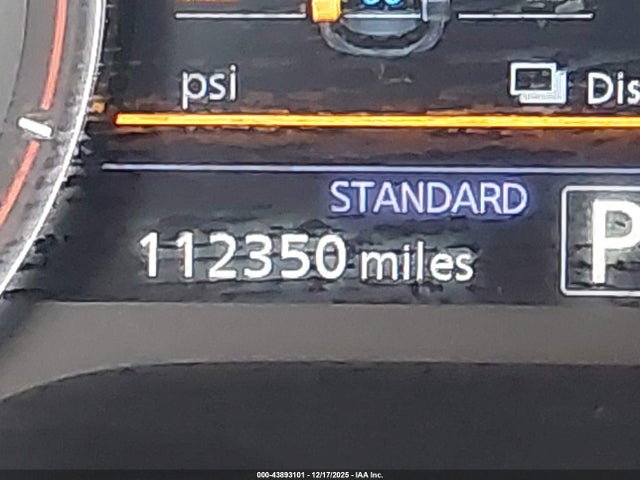 psi
Dis
STANDARD
P
112350 miles
000-43893101 - 12/17/2025 - IAA Inc.